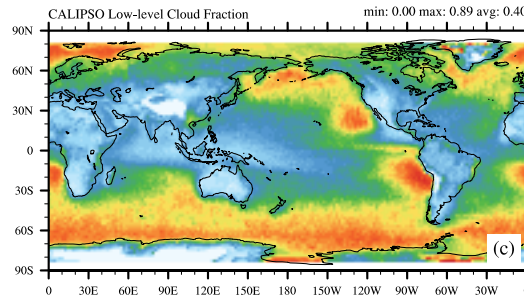 CALIPSO Low-level Cloud Fraction min: 0.00 max: 0.89 avg: 0.40
90N
60N
30N
0
30S
60S
(c)
90S
0 30E 60E 90E 120E 150E 180 150W 120W 90W 60W 30W